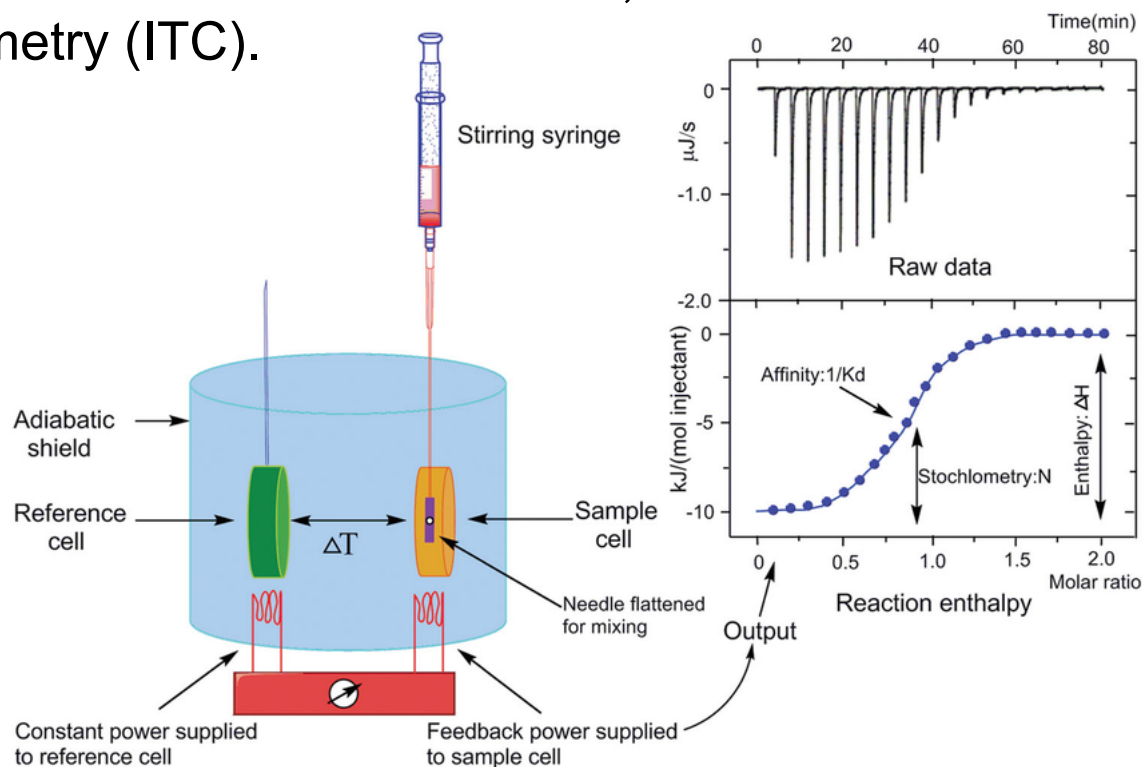 metry (ITC).
Stirring syringe
Adiabatic
shield
Reference
cell
ΔT
Sample
cell
Needle flattened
for mixing
Constant power supplied
to reference cell
Feedback power supplied
to sample cell
Output
Time(min)
0 20 40 60 80
μJ/s
0
-1.0
-2.0
Raw data
kJ/(mol injectant)
0
-5
-10
Affinity:1/Kd
Stochlometry:N
Enthalpy: ΔH
0 0.5 1.0 1.5 2.0
Molar ratio
Reaction enthalpy